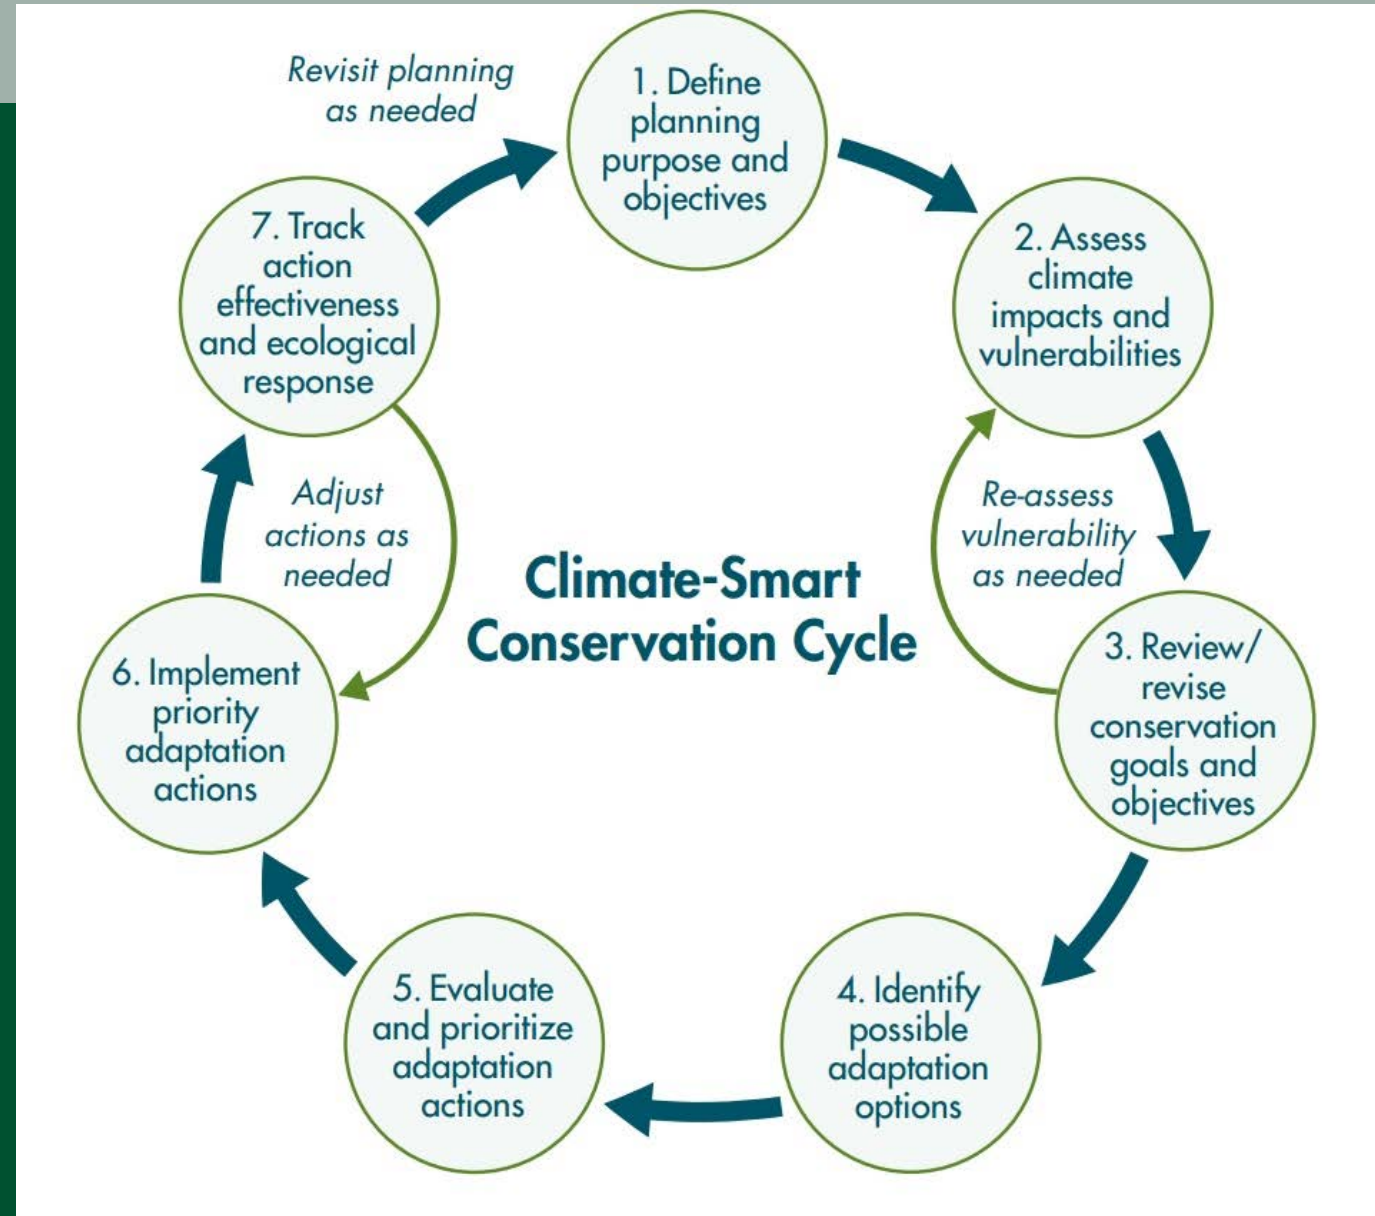 Revisit planning
as needed
1. Define
planning
purpose and
objectives
2. Assess
climate
impacts and
vulnerabilities
Re-assess
vulnerability
as needed
3. Review/
revise
conservation
goals and
objectives
4. Identify
possible
adaptation
options
5. Evaluate
and prioritize
adaptation
actions
6. Implement
priority
adaptation
actions
7. Track
action
effectiveness
and ecological
response
Adjust
actions as
needed
Climate-Smart
Conservation Cycle